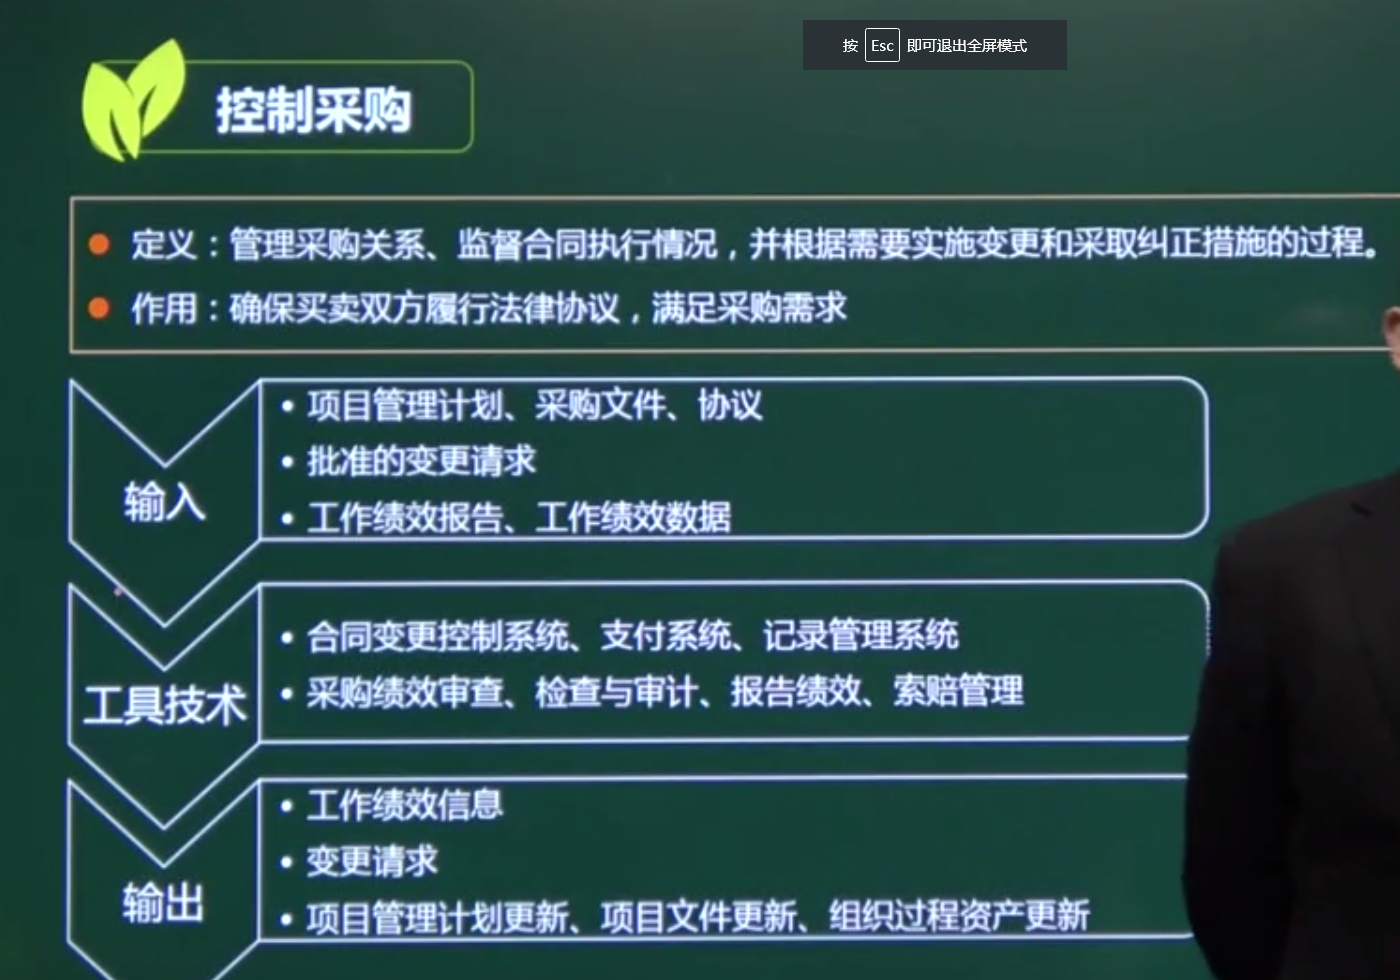 按 Esc 即可退出全屏模式
控制采购
定义：管理采购关系、监督合同执行情况，并根据需要实施变更和采取纠正措施的过程。
作用：确保买卖双方履行法律协议，满足采购需求
输入
• 项目管理计划、采购文件、协议
• 批准的变更请求
• 工作绩效报告、工作绩效数据
工具技术
• 合同变更控制系统、支付系统、记录管理系统
• 采购绩效审查、检查与审计、报告绩效、索赔管理
输出
• 工作绩效信息
• 变更请求
• 项目管理计划更新、项目文件更新、组织过程资产更新